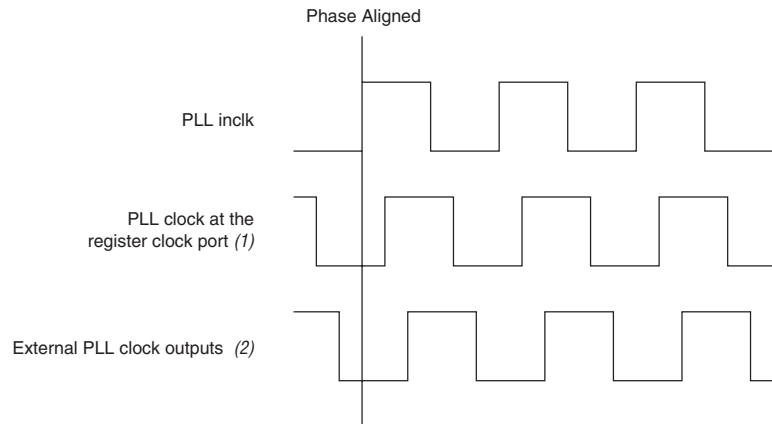 Phase Aligned
PLL inclk
PLL clock at the
register clock port (1)
External PLL clock outputs (2)